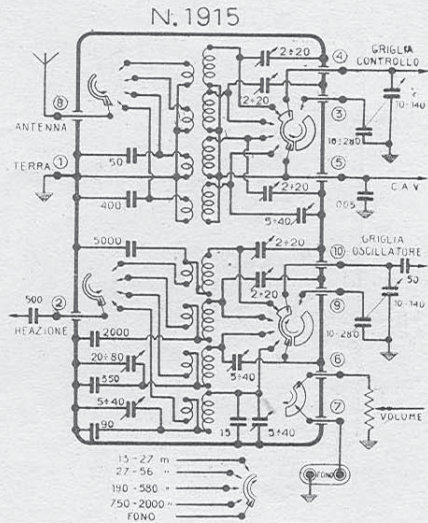 N. 1915
2÷20
④
GRIGLIA
CONTROLLO
2÷20
③
10-140
⑧
ANTENNA
10÷280
TERRA ①
50
⑤
C.A.V.
2÷20
.005
400
5÷40
5000
2÷20
⑩
GRIGLIA
OSCILLATORE
50
2÷20
500
②
⑨
10-140
REAZIONE
2000
10-280
20÷80
5÷40
⑥
350
5÷40
⑦
VOLUME
90
15
5÷40
13-27 m
27-56 "
190-580 "
750-2000 "
FONO
FONO